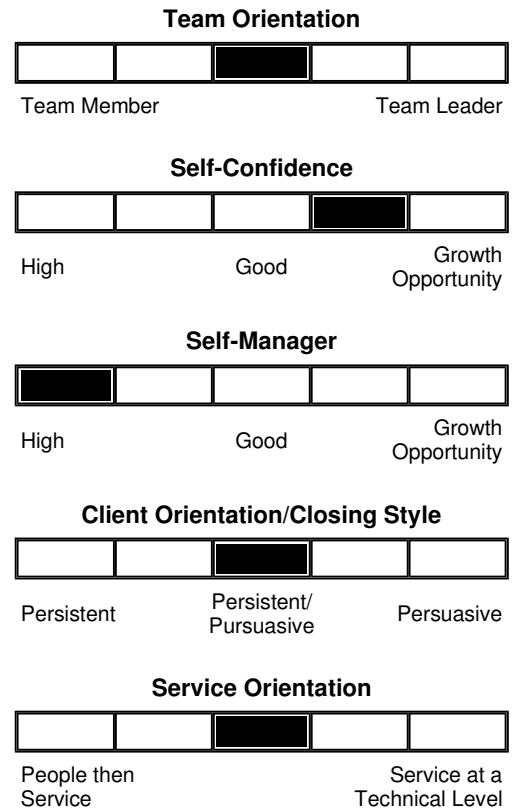 Team Orientation
Team Member Team Leader
Self-Confidence
High Good Growth
Opportunity
Self-Manager
High Good Growth
Opportunity
Client Orientation/Closing Style
Persistent Persistent/
Pursuasive Persuasive
Service Orientation
People then
Service Service at a
Technical Level